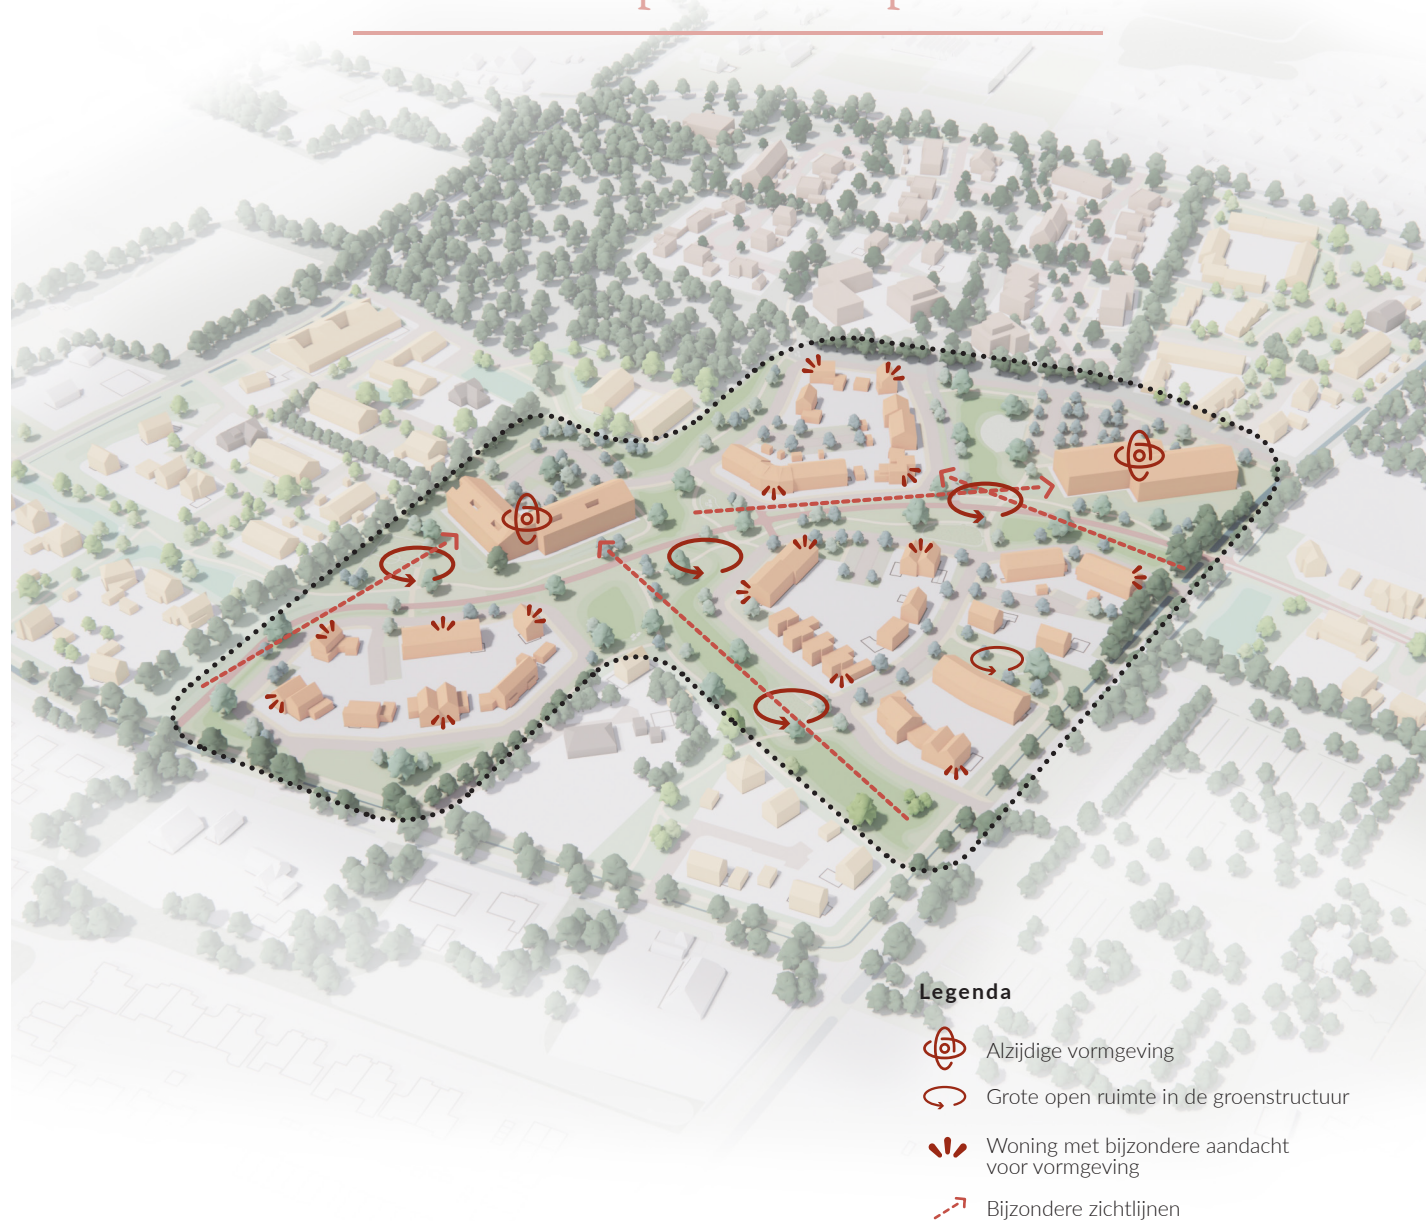 Legenda
Alzijdige vormgeving
Grote open ruimte in de groenstructuur
Woning met bijzondere aandacht
voor vormgeving
Bijzondere zichtlijnen